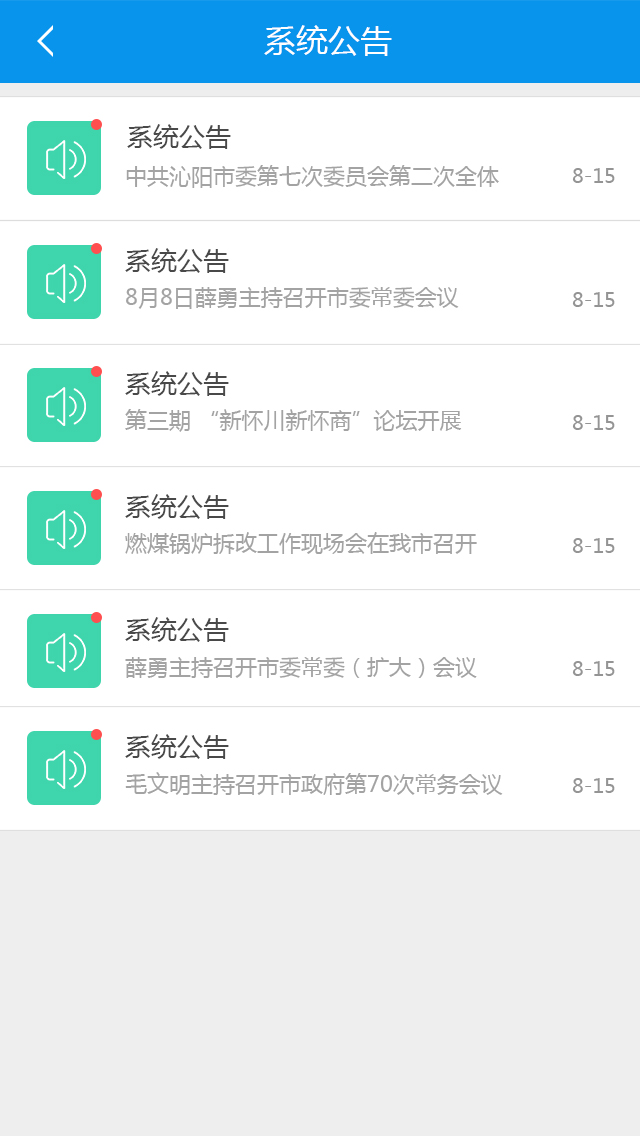 系统公告
系统公告
中共沁阳市委第七次委员会第二次全体
8-15
系统公告
8月8日薛勇主持召开市委常委会议
8-15
系统公告
第三期 “新怀川新怀商”论坛开展
8-15
系统公告
燃煤锅炉拆改工作现场会在我市召开
8-15
系统公告
薛勇主持召开市委常委（扩大）会议
8-15
系统公告
毛文明主持召开市政府第70次常务会议
8-15